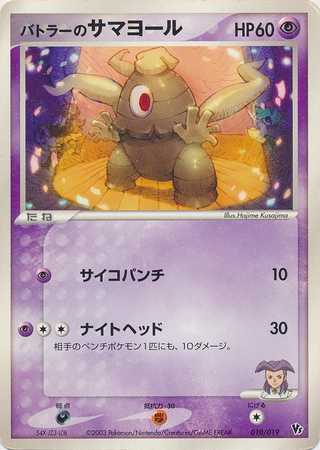 バトラーのサマヨール HP60
たね
Illus. Hajime Kusajima
サイコパンチ 10
ナイトヘッド 30
相手のベンチポケモン1匹にも、10ダメージ。
弱点 抵抗力 -30 にげる
©2003 Pokémon/Nintendo/Creatures/GAME FREAK. 010/019 VS